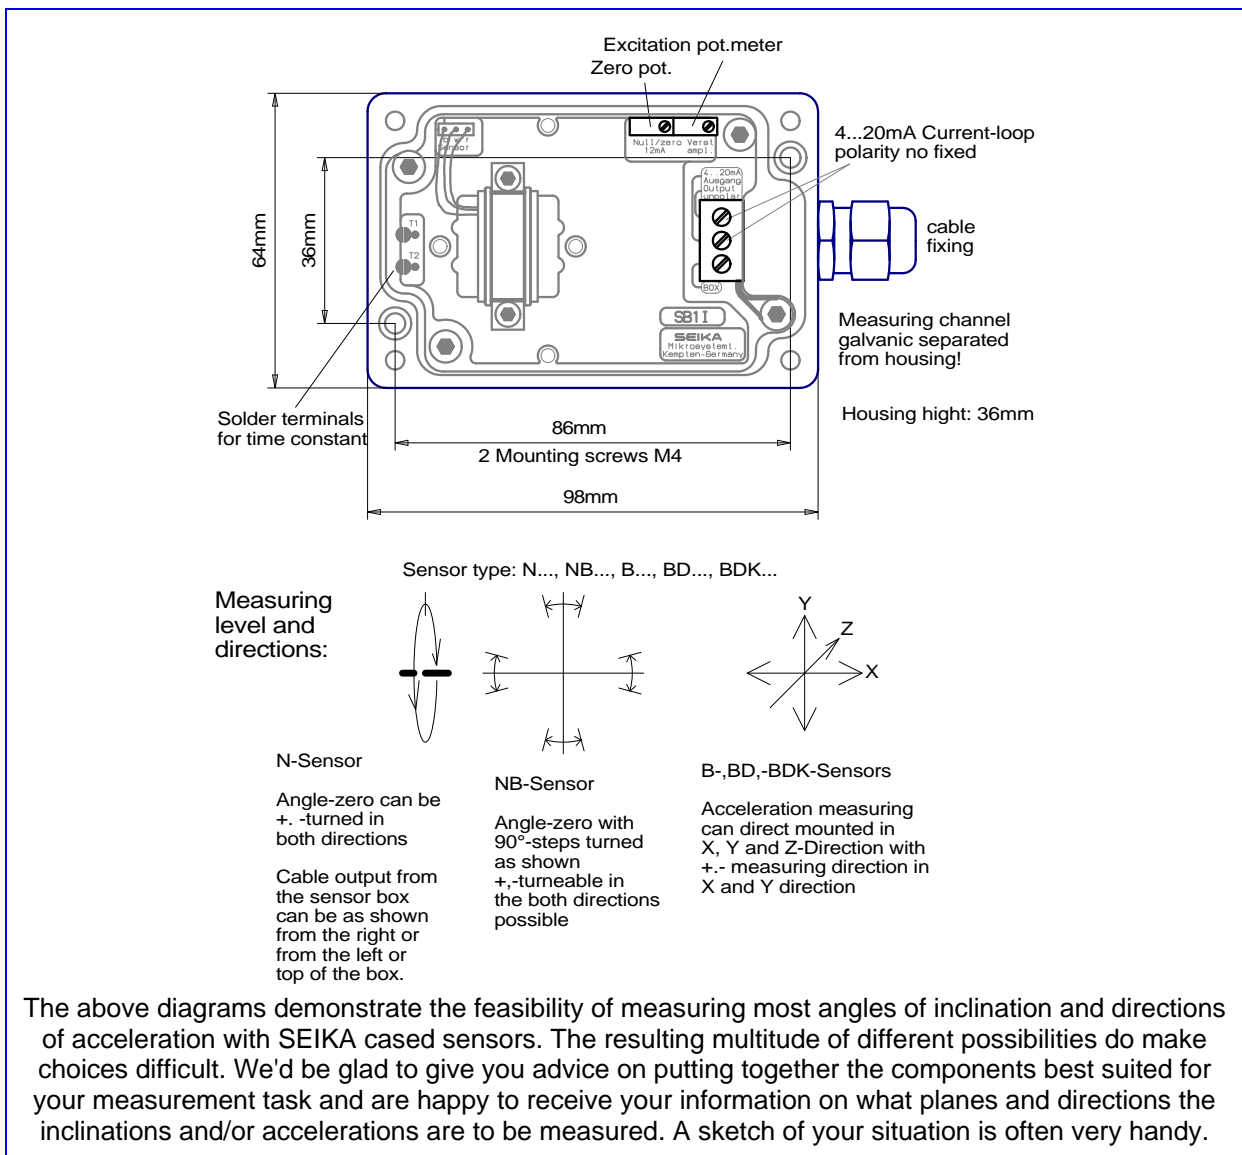 Excitation pot.meter
Zero pot.
4...20mA Current-loop
polarity no fixed
b w r
Sensor
Null/zero Verst
12mA ampl.
4..20mA
Ausgang
Output
unpolar
64mm
36mm
T1
T2
cable
fixing
BOX
SB1I
SEIKA
Mikrosystemt.
Kempten-Germany
Measuring channel
galvanic separated
from housing!
Solder terminals
for time constant
Housing hight: 36mm
86mm
2 Mounting screws M4
98mm
Sensor type: N..., NB..., B..., BD..., BDK...
Measuring
level and
directions:
Y
Z
X
N-Sensor
Angle-zero can be
+. -turned in
both directions
Cable output from
the sensor box
can be as shown
from the right or
from the left or
top of the box.
NB-Sensor
Angle-zero with
90°-steps turned
as shown
+,-turneable in
the both directions
possible
B-,BD,-BDK-Sensors
Acceleration measuring
can direct mounted in
X, Y and Z-Direction with
+.- measuring direction in
X and Y direction
The above diagrams demonstrate the feasibility of measuring most angles of inclination and directions
of acceleration with SEIKA cased sensors. The resulting multitude of different possibilities do make
choices difficult. We'd be glad to give you advice on putting together the components best suited for
your measurement task and are happy to receive your information on what planes and directions the
inclinations and/or accelerations are to be measured. A sketch of your situation is often very handy.